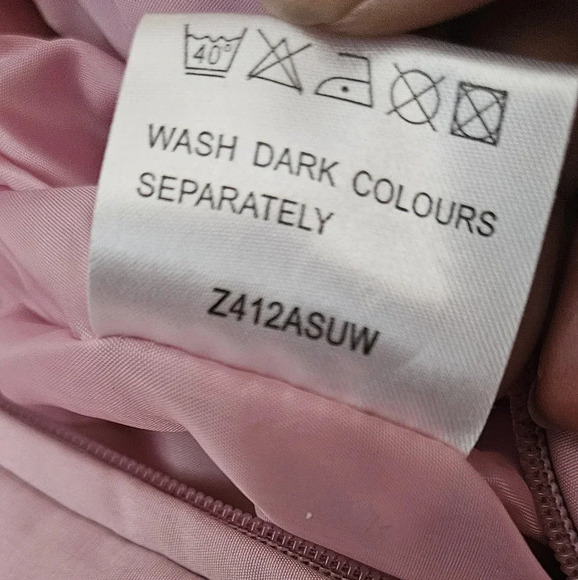 40°
WASH DARK COLOURS
SEPARATELY
Z412ASUW